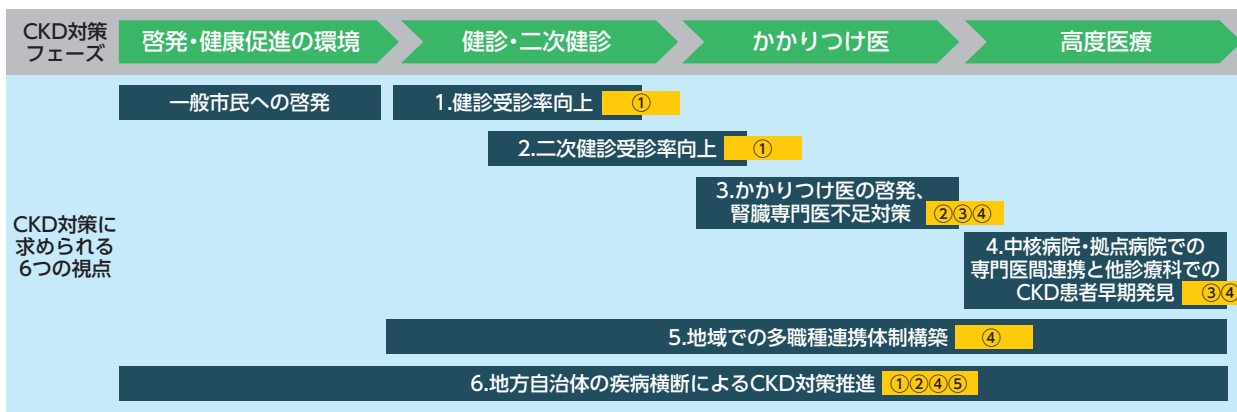 CKD対策
フェーズ
啓発・健康促進の環境
健診・二次健診
かかりつけ医
高度医療
CKD対策に
求められる
6つの視点
一般市民への啓発
1.健診受診率向上 ①
2.二次健診受診率向上 ①
3.かかりつけ医の啓発、
腎臓専門医不足対策 ②③④
4.中核病院・拠点病院での
専門医間連携と他診療科での
CKD患者早期発見 ③④
5.地域での多職種連携体制構築 ④
6.地方自治体の疾病横断によるCKD対策推進 ①②④⑤